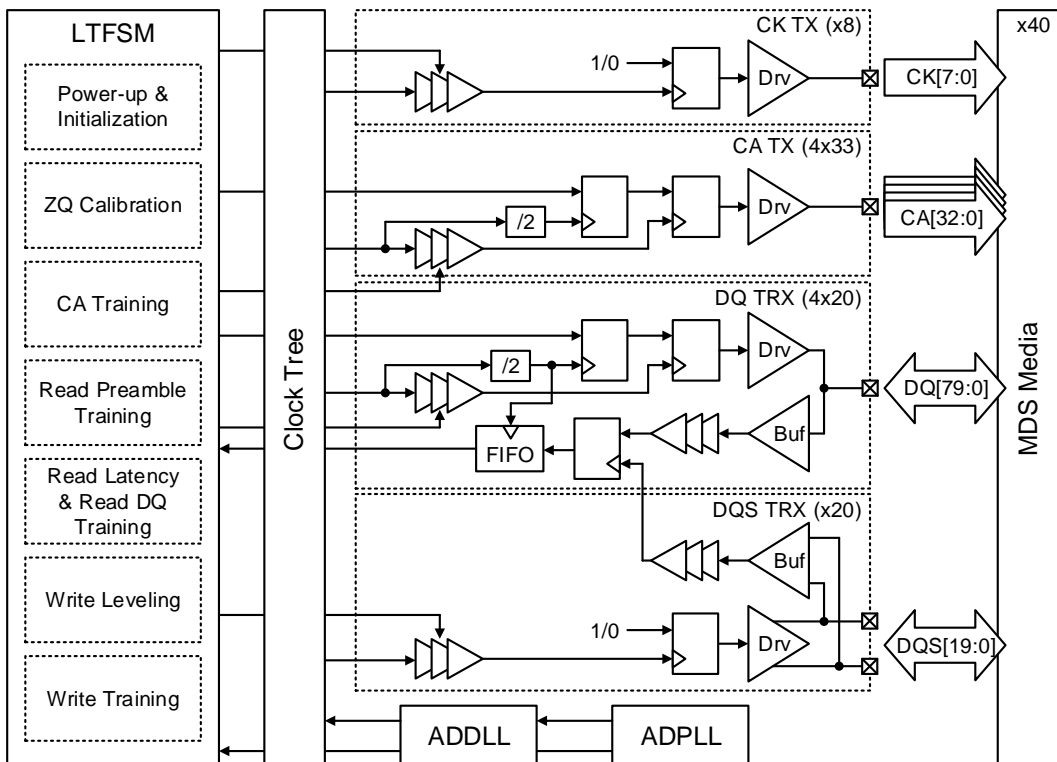 LTFSM
Power-up &
Initialization
ZQ Calibration
CA Training
Read Preamble
Training
Read Latency
& Read DQ
Training
Write Leveling
Write Training
Clock Tree
CK TX (x8)
1/0
Drv
CK[7:0]
CA TX (4x33)
/2
Drv
CA[32:0]
DQ TRX (4x20)
/2
Drv
FIFO
Buf
DQ[79:0]
DQS TRX (x20)
Buf
1/0
Drv
DQS[19:0]
ADDLL
ADPLL
x40
MDS Media